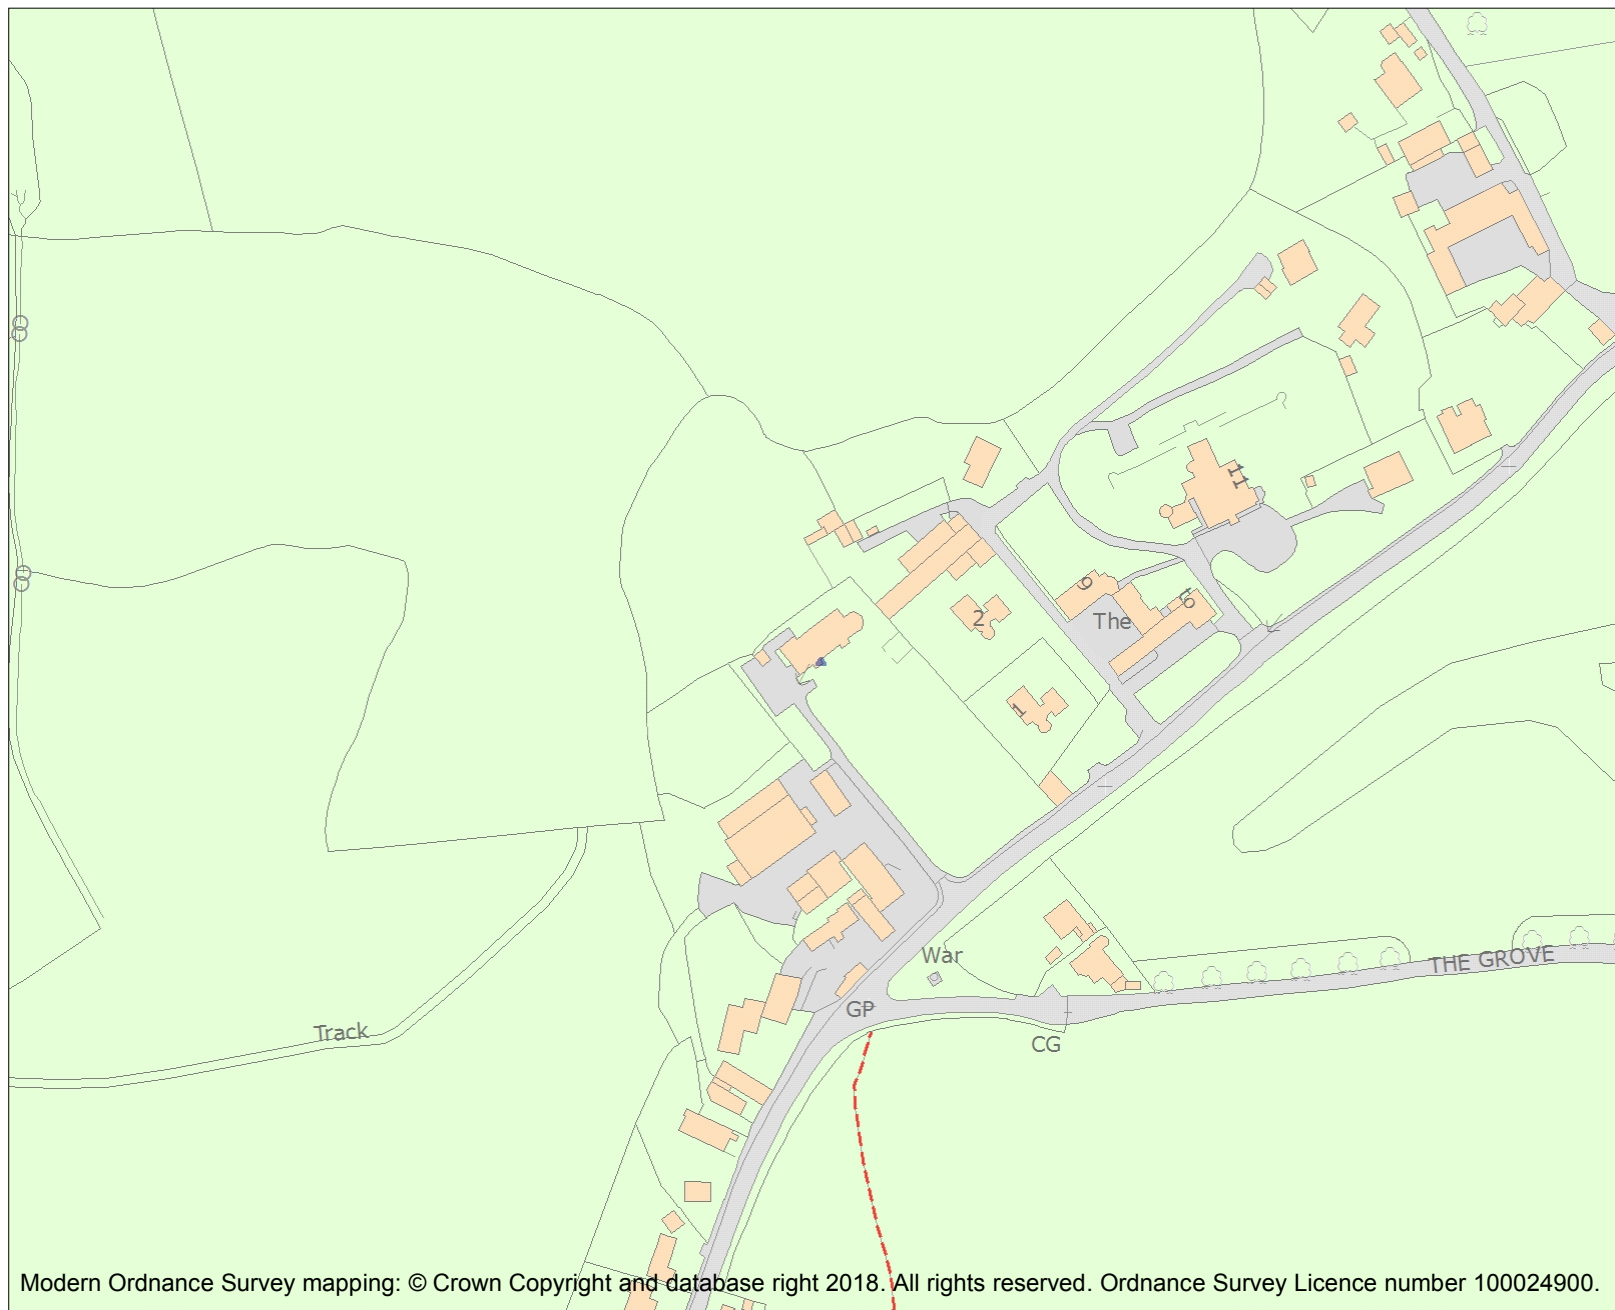 11
9
to
The
2
1
War
THE GROVE
GP
Track
CG
Modern Ordnance Survey mapping: © Crown Copyright and database right 2018. All rights reserved. Ordnance Survey Licence number 100024900.